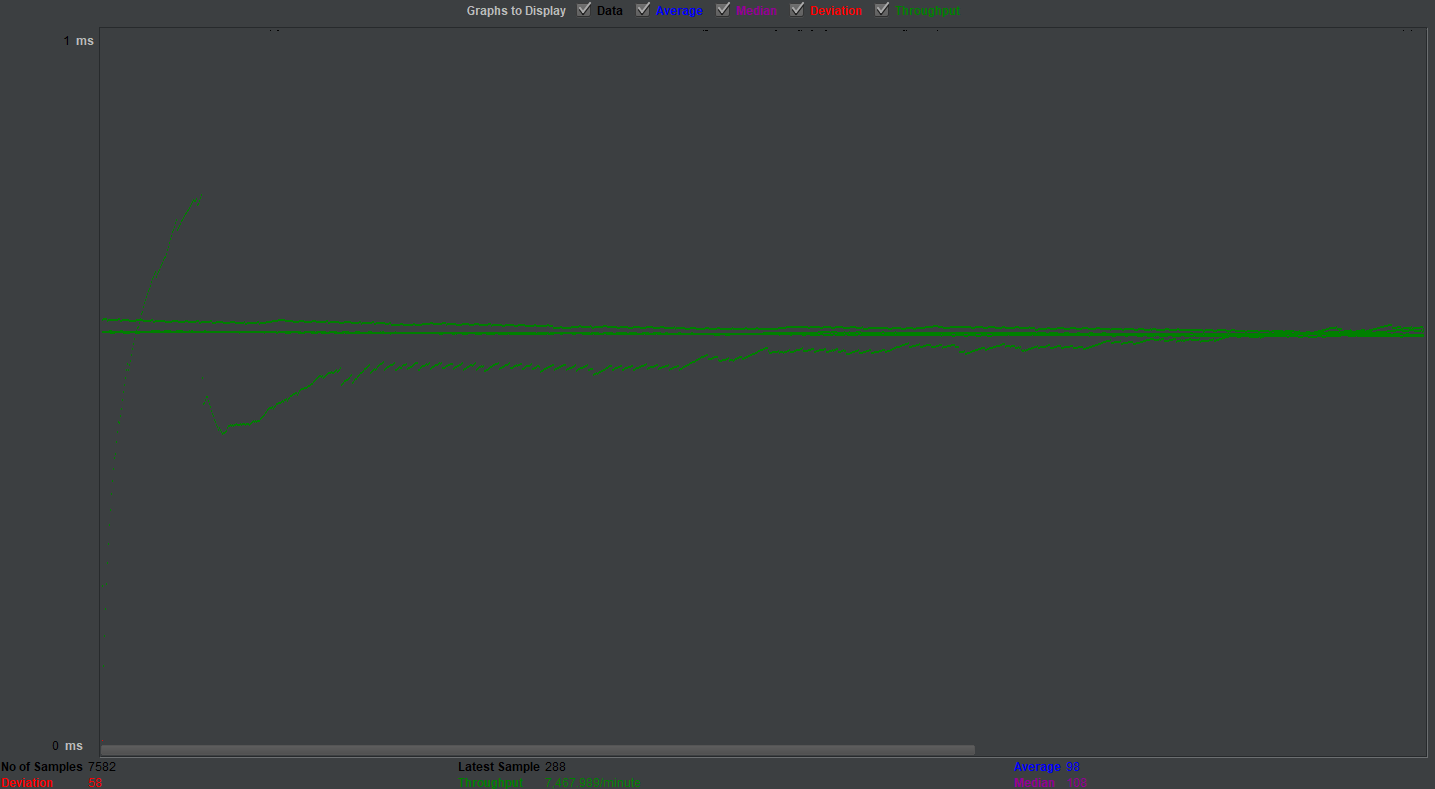 Graphs to Display Data Average Median Deviation Throughput
1 ms
0 ms
No of Samples 7582 Latest Sample 288 Average 98
Deviation 58 Throughput 7,467.989/minute Median